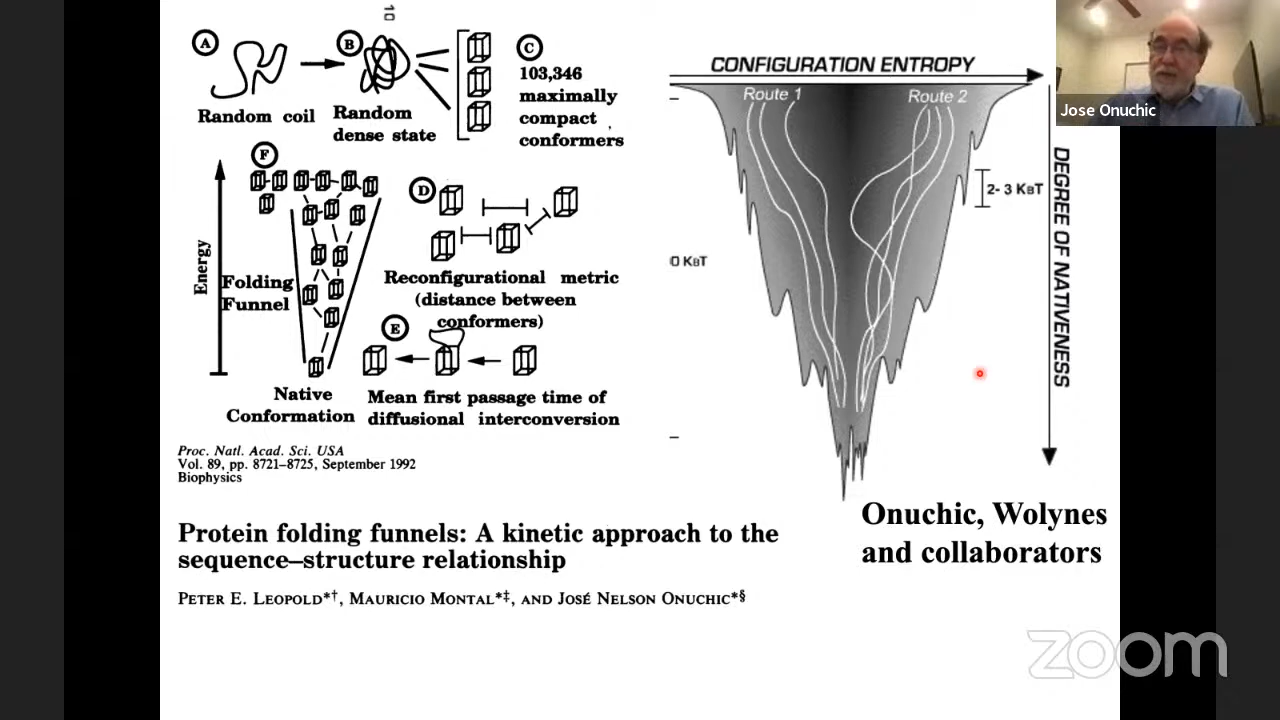 10
A
B
C
Random coil
Random
dense state
103,346
maximally
compact
conformers
F
D
Energy
Folding
Funnel
Reconfigurational metric
(distance between
conformers)
E
Native
Conformation
Mean first passage time of
diffusional interconversion
Proc. Natl. Acad. Sci. USA
Vol. 89, pp. 8721–8725, September 1992
Biophysics
Protein folding funnels: A kinetic approach to the
sequence–structure relationship
PETER E. LEOPOLD*†, MAURICIO MONTAL*‡, AND JOSÉ NELSON ONUCHIC*§
CONFIGURATION ENTROPY
Route 1
Route 2
2- 3 KBT
0 KBT
DEGREE OF NATIVENESS
Onuchic, Wolynes
and collaborators
Jose Onuchic
zoom